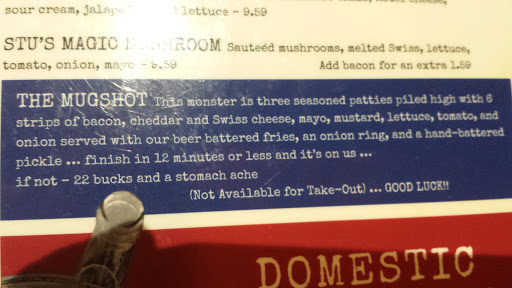 sour cream, jalape lettuce - 9.59
STU'S MAGIC MUSHROOM Sauteéd mushrooms, melted Swiss, lettuce,
tomato, onion, mayo - 9.59 Add bacon for an extra 1.59
THE MUGSHOT This monster is three seasoned patties piled high with 6
strips of bacon, cheddar and Swiss cheese, mayo, mustard, lettuce, tomato, and
onion served with our beer battered fries, an onion ring, and a hand-battered
pickle ... finish in 12 minutes or less and it's on us ...
if not - 22 bucks and a stomach ache
(Not Available for Take-Out) ... GOOD LUCK!!
DOMESTIC